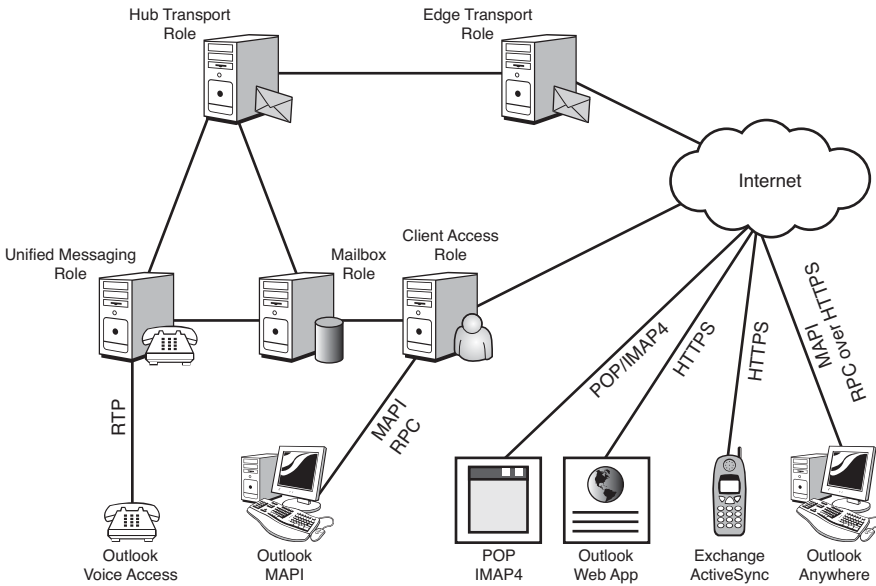 Hub Transport
Role
Edge Transport
Role
Internet
Unified Messaging
Role
Mailbox
Role
Client Access
Role
RTP
MAPI
RPC
POP/IMAP4
HTTPS
HTTPS
MAPI
RPC over HTTPS
Outlook
Voice Access
Outlook
MAPI
POP
IMAP4
Outlook
Web App
Exchange
ActiveSync
Outlook
Anywhere